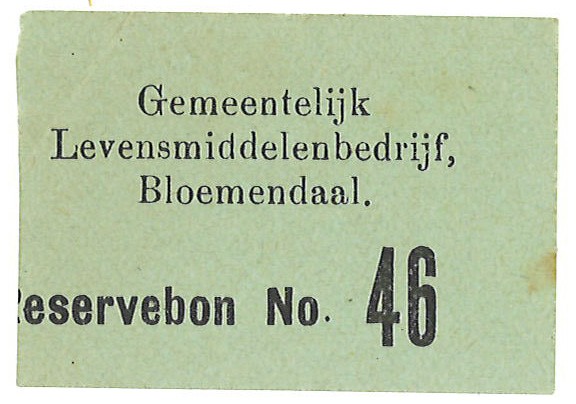 Gemeentelijk
Levensmiddelenbedrijf,
Bloemendaal.
Reservebon No. 46